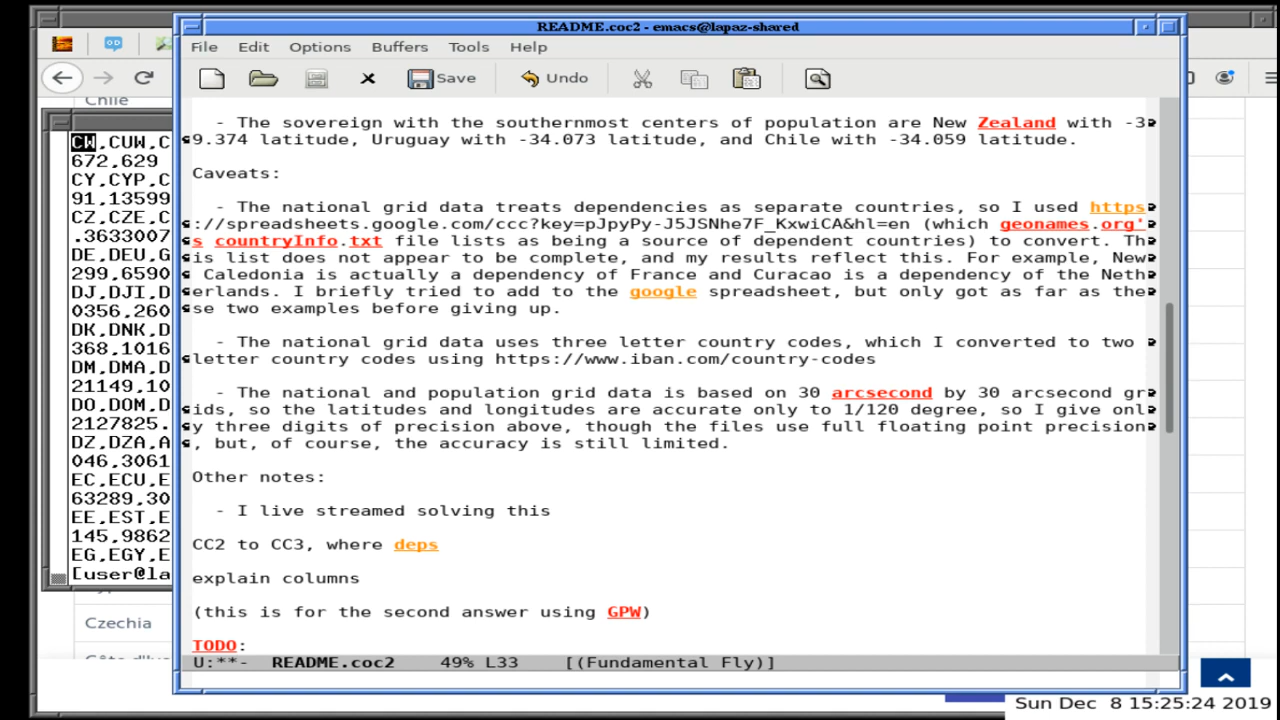 README.coc2 - emacs@lapaz-shared
File Edit Options Buffers Tools Help
Save Undo
Chile
- The sovereign with the southernmost centers of population are New Zealand with -3
9.374 latitude, Uruguay with -34.073 latitude, and Chile with -34.059 latitude.
Caveats:
- The national grid data treats dependencies as separate countries, so I used https
://spreadsheets.google.com/ccc?key=pJpyPy-J5JSNhe7F_KxwiCA&hl=en (which geonames.org'
s countryInfo.txt file lists as being a source of dependent countries) to convert. Th
is list does not appear to be complete, and my results reflect this. For example, New
Caledonia is actually a dependency of France and Curacao is a dependency of the Neth
erlands. I briefly tried to add to the google spreadsheet, but only got as far as the
se two examples before giving up.
- The national grid data uses three letter country codes, which I converted to two
letter country codes using https://www.iban.com/country-codes
- The national and population grid data is based on 30 arcsecond by 30 arcsecond gr
ids, so the latitudes and longitudes are accurate only to 1/120 degree, so I give onl
y three digits of precision above, though the files use full floating point precision
, but, of course, the accuracy is still limited.
Other notes:
- I live streamed solving this
CC2 to CC3, where deps
explain columns
(this is for the second answer using GPW)
TODO:
U:**- README.coc2 49% L33 [(Fundamental Fly)]
CW,CUW,C
672,629
CY,CYP,C
91,13599
CZ,CZE,C
.3633007
DE,DEU,G
299,6590
DJ,DJI,D
0356,260
DK,DNK,D
368,1016
DM,DMA,D
21149,10
DO,DOM,D
2127825.
DZ,DZA,A
046,3061
EC,ECU,E
63289,30
EE,EST,E
145,9862
EG,EGY,E
[user@la
Czechia
Sun Dec 8 15:25:24 2019